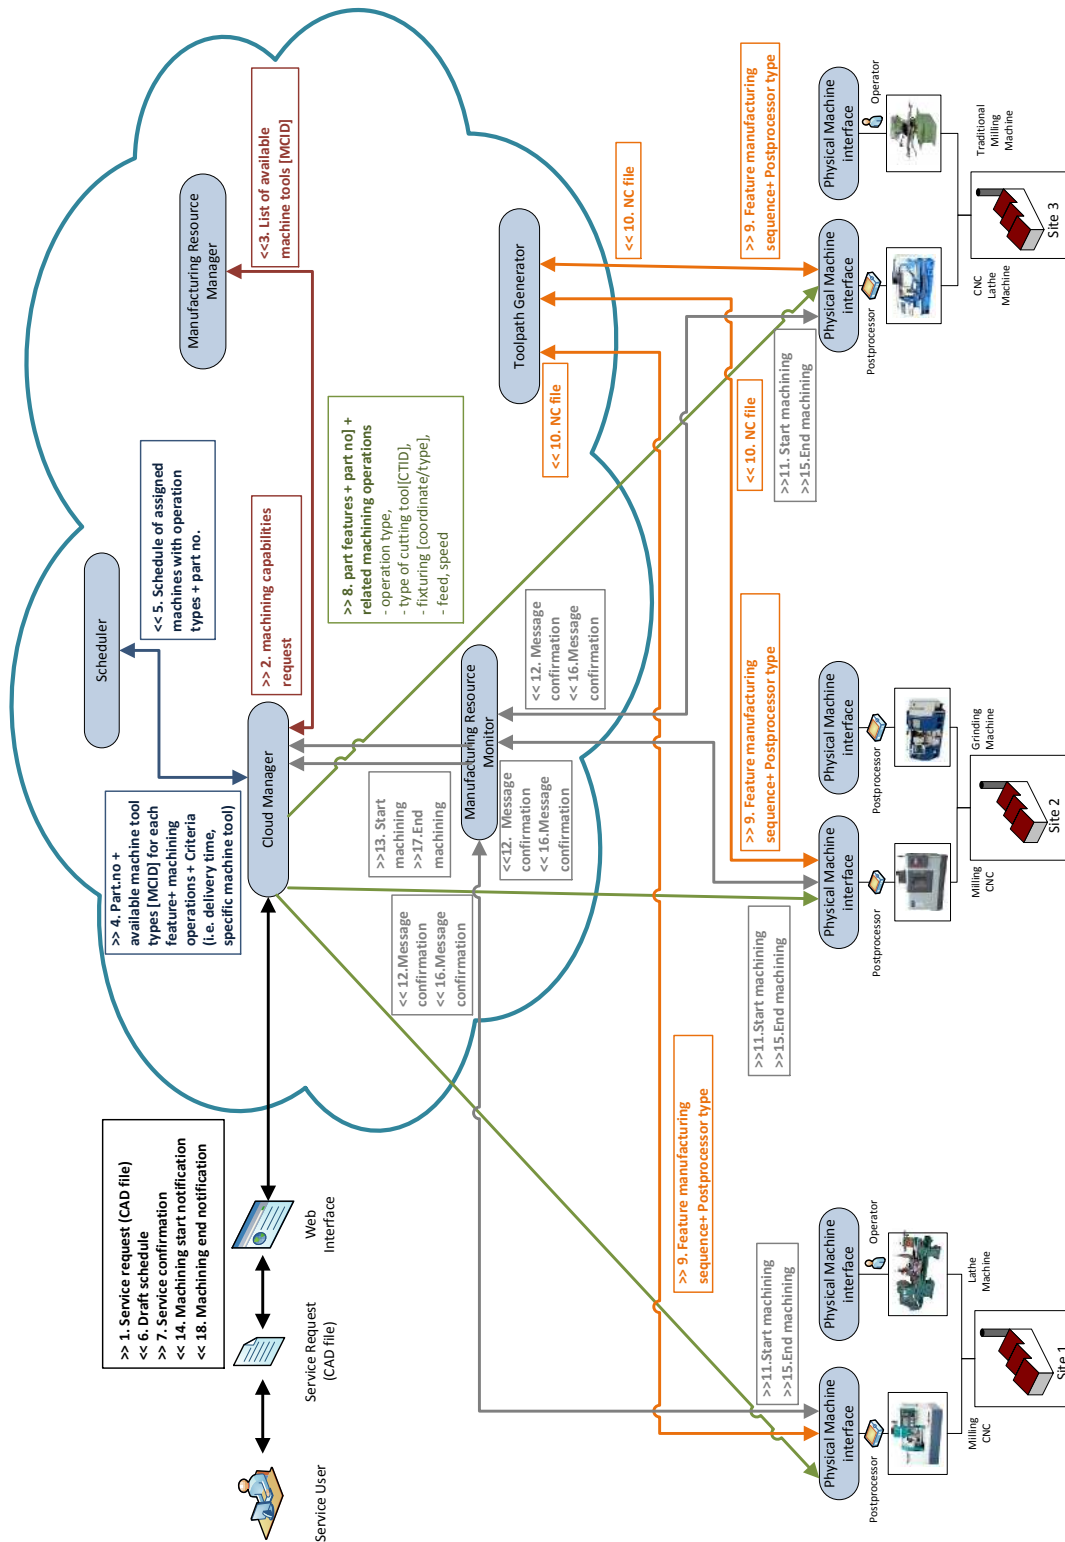 Scheduler
<< 5. Schedule of assigned
machines with operation
types + part no.
Manufacturing Resource
Manager
<<3. List of available
machine tools [MCID]
>> 4. Part.no +
available machine tool
types [MCID] for each
feature+ machining
operations + Criteria
(i.e. delivery time,
specific machine tool)
Cloud Manager
>> 2. machining capabilities
request
>> 1. Service request (CAD file)
<< 6. Draft schedule
>> 7. Service confirmation
<< 14. Machining start notification
<< 18. Machining end notification
Service User
Service Request
(CAD file)
Web
Interface
>> 8. part features + part no] +
related machining operations
- operation type,
- type of cutting tool[CTID],
- fixturing [coordinate/type],
- feed, speed
>>13. Start
machining
>>17.End
machining
Manufacturing Resource
Monitor
<< 12.Message
confirmation
<< 16.Message
confirmation
<<12. Message
confirmation
<< 16.Message
confirmation
<< 12. Message
confirmation
<< 16.Message
confirmation
Toolpath Generator
<< 10. NC file
<< 10. NC file
<< 10. NC file
>> 9. Feature manufacturing
sequence+ Postprocessor type
>> 9. Feature manufacturing
sequence+ Postprocessor type
>> 9. Feature manufacturing
sequence+ Postprocessor type
>>11.Start machining
>>15.End machining
>>11.Start machining
>>15.End machining
>>11. Start machining
>>15.End machining
Physical Machine
interface
Postprocessor
Milling
CNC
Physical Machine
interface
Operator
Lathe
Machine
Site 1
Physical Machine
interface
Postprocessor
Milling
CNC
Physical Machine
interface
Postprocessor
Grinding
Machine
Site 2
Physical Machine
interface
Postprocessor
CNC
Lathe
Machine
Physical Machine
interface
Operator
Traditional
Milling
Machine
Site 3